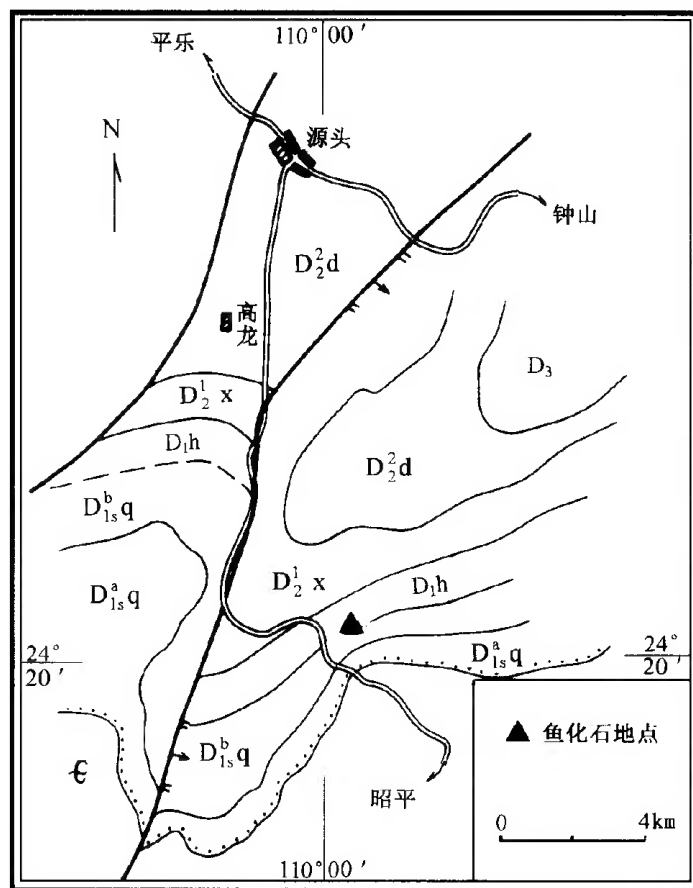 110°00′
平乐
N
源头
钟山
D₂²d
高龙
D₃
D₂¹ x
D₁h
D₂²d
D₁ₛᵇq
D₁ₛᵃq
D₂¹ x
D₁h
24°
20′
D₁ₛᵃq
24°
20′
▲ 鱼化石地点
D₁ₛᵇq
Є
昭平
0 4km
110°00′